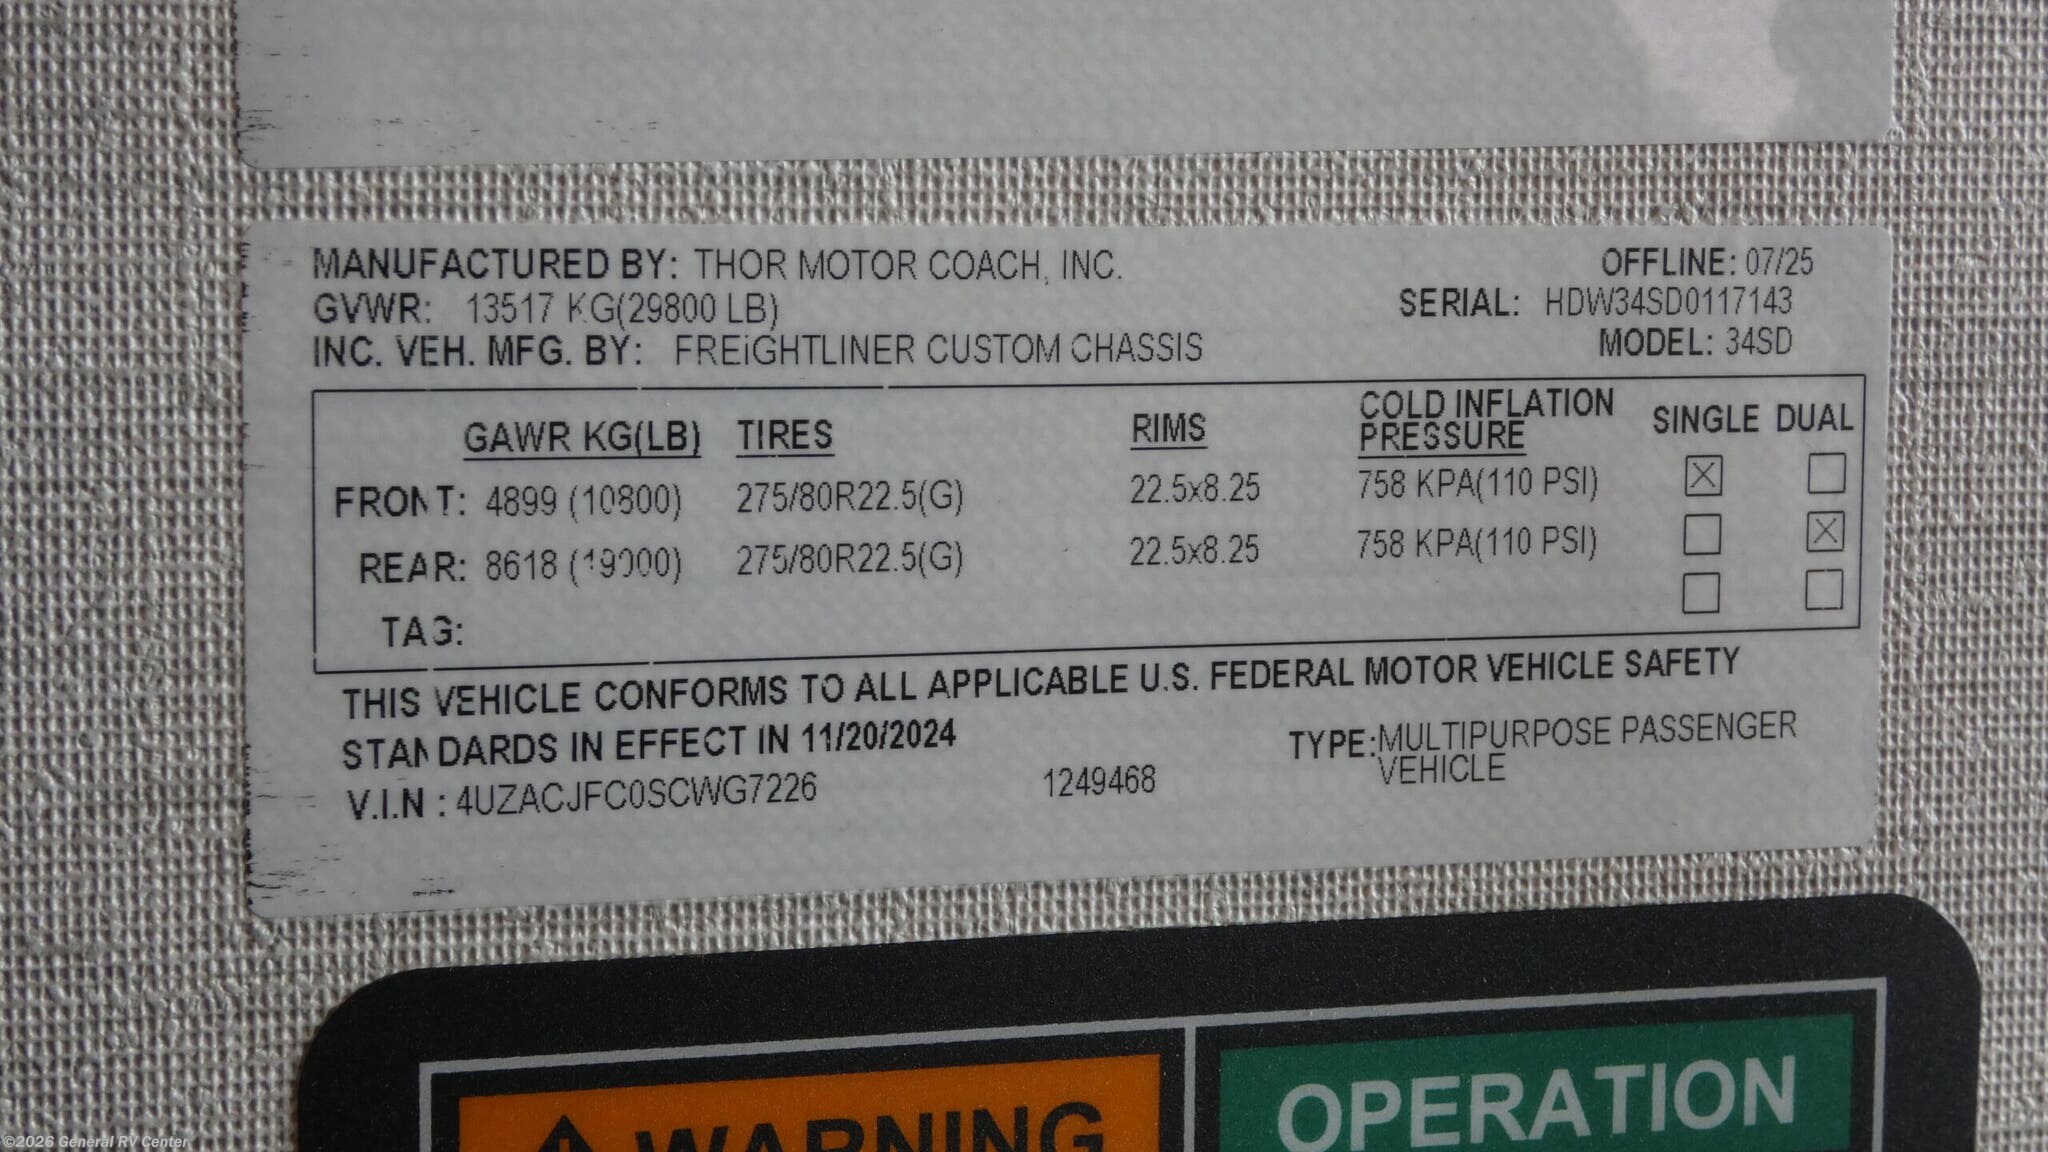 MANUFACTURED BY: THOR MOTOR COACH, INC.
OFFLINE: 07/25
GVWR: 13517 KG(29800 LB)
SERIAL: HDW34SD0117143
INC. VEH. MFG. BY: FREIGHTLINER CUSTOM CHASSIS
MODEL: 34SD
GAWR KG(LB) TIRES RIMS COLD INFLATION PRESSURE SINGLE DUAL
FRONT: 4899 (10800) 275/80R22.5(G) 22.5x8.25 758 KPA(110 PSI) ☒ ☐
REAR: 8618 (19000) 275/80R22.5(G) 22.5x8.25 758 KPA(110 PSI) ☐ ☒
TAG: ☐ ☐
THIS VEHICLE CONFORMS TO ALL APPLICABLE U.S. FEDERAL MOTOR VEHICLE SAFETY
STANDARDS IN EFFECT IN 11/20/2024
TYPE:MULTIPURPOSE PASSENGER
VEHICLE
V.I.N : 4UZACJFC0SCWG7226 1249468
WARNING
OPERATION
©2026 General RV Center